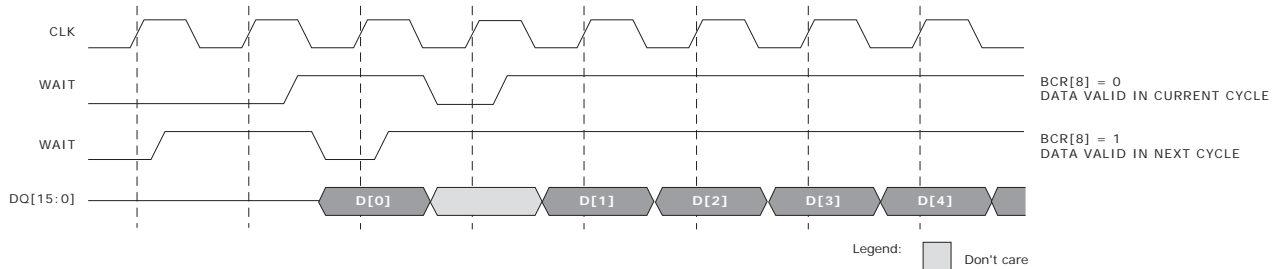 CLK
WAIT
BCR[8] = 0
DATA VALID IN CURRENT CYCLE
WAIT
BCR[8] = 1
DATA VALID IN NEXT CYCLE
DQ[15:0]
D[0]
D[1]
D[2]
D[3]
D[4]
Legend:
Don't care